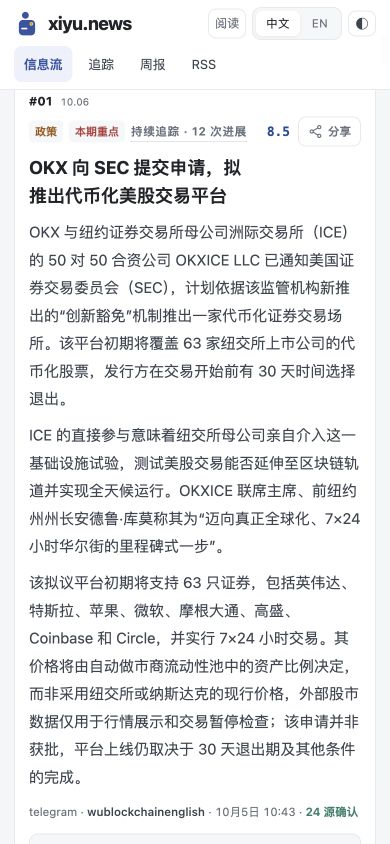 xiyu.news
阅读
中文
EN
信息流
追踪
周报
RSS
#01 10.06
政策 本期重点 持续追踪 · 12 次进展 8.5 分享
OKX 向 SEC 提交申请，拟
推出代币化美股交易平台
OKX 与纽约证券交易所母公司洲际交易所（ICE）
的 50 对 50 合资公司 OKXICE LLC 已通知美国证
券交易委员会（SEC），计划依据该监管机构新推
出的“创新豁免”机制推出一家代币化证券交易场
所。该平台初期将覆盖 63 家纽交所上市公司的代
币化股票，发行方在交易开始前有 30 天时间选择
退出。
ICE 的直接参与意味着纽交所母公司亲自介入这一
基础设施试验，测试美股交易能否延伸至区块链轨
道并实现全天候运行。OKXICE 联席主席、前纽约
州州长安德鲁·库莫称其为“迈向真正全球化、7×24
小时华尔街的里程碑式一步”。
该拟议平台初期将支持 63 只证券，包括英伟达、
特斯拉、苹果、微软、摩根大通、高盛、
Coinbase 和 Circle，并实行 7×24 小时交易。其
价格将由自动做市商流动性池中的资产比例决定，
而非采用纽交所或纳斯达克的现行价格，外部股市
数据仅用于行情展示和交易暂停检查；该申请并非
获批，平台上线仍取决于 30 天退出期及其他条件
的完成。
telegram · wublockchainenglish · 10月5日 10:43 · 24 源确认